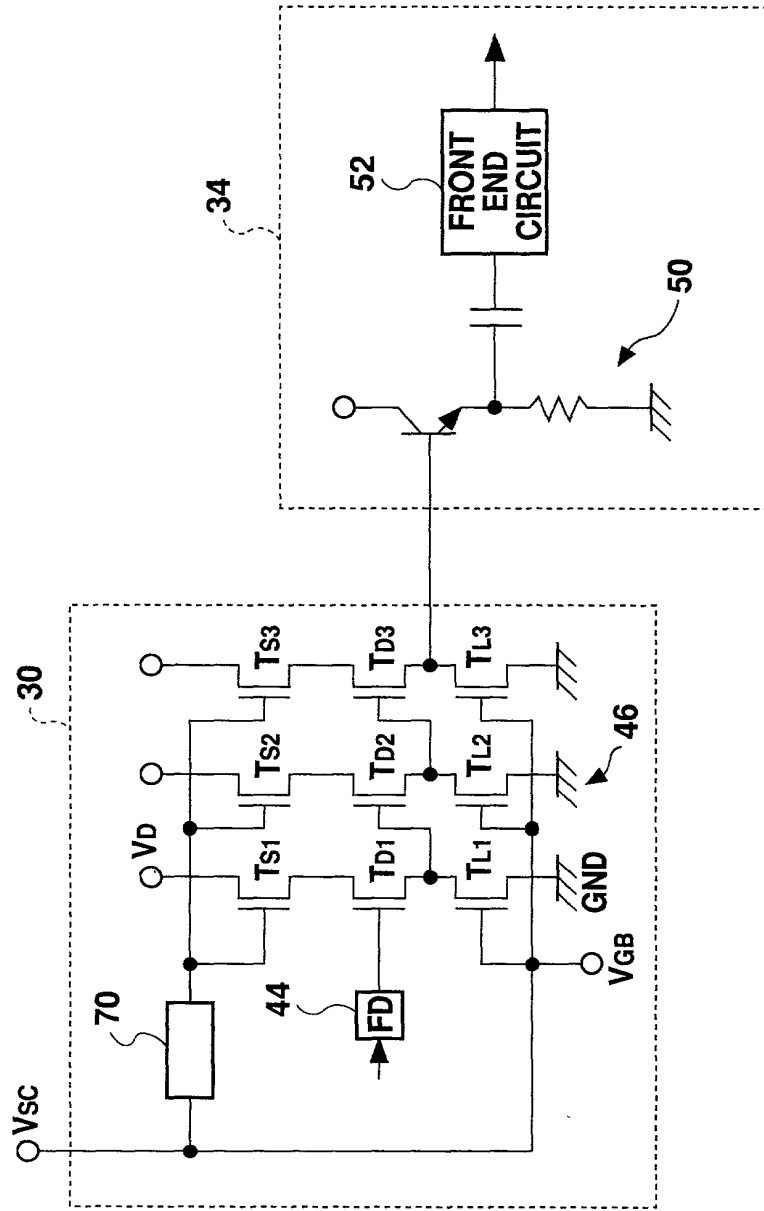 30
34
VSC
70
VD
TS1
TS2
TS3
44
FD
TD1
TD2
TD3
TL1
TL2
TL3
VGB
GND
46
52
FRONT
END
CIRCUIT
50